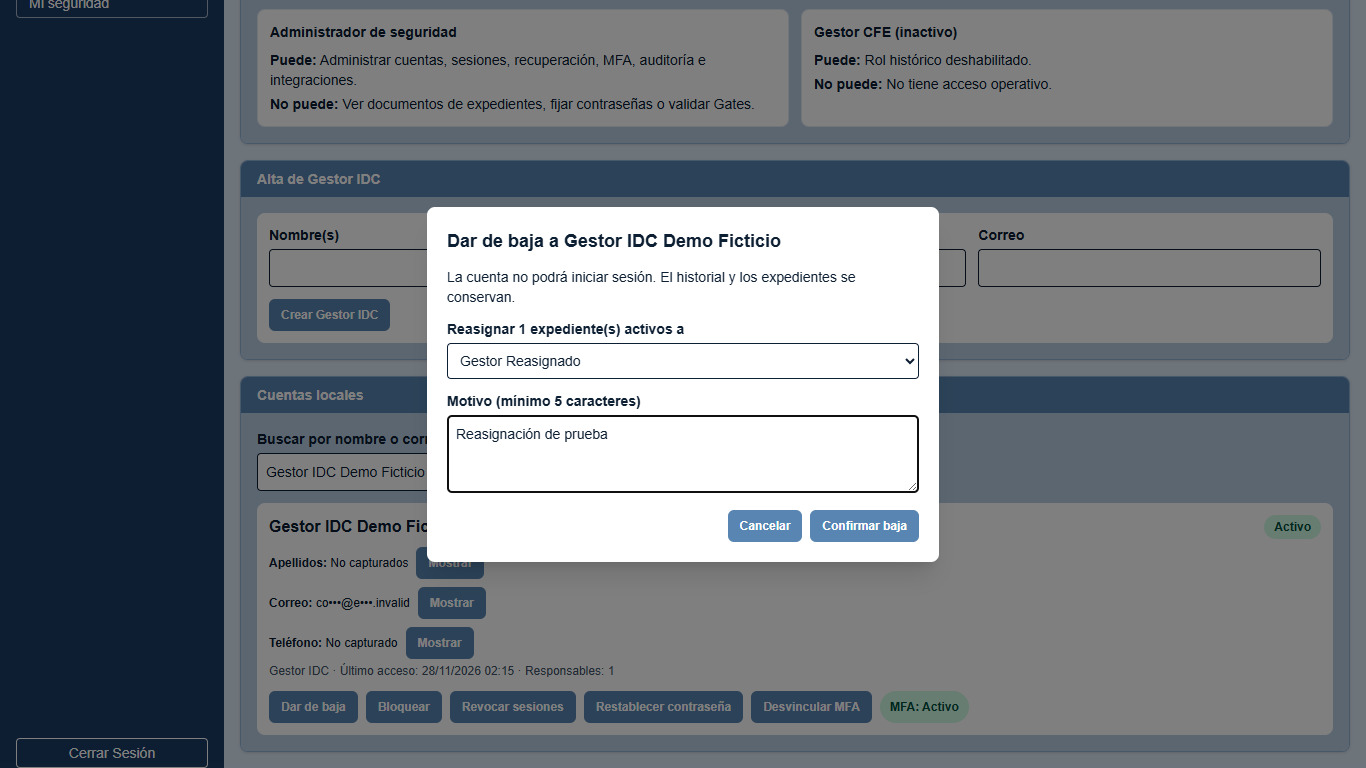 Mi seguridad
Administrador de seguridad
Puede: Administrar cuentas, sesiones, recuperación, MFA, auditoría e
integraciones.
No puede: Ver documentos de expedientes, fijar contraseñas o validar Gates.
Gestor CFE (inactivo)
Puede: Rol histórico deshabilitado.
No puede: No tiene acceso operativo.
Alta de Gestor IDC
Nombre(s)
Correo
Crear Gestor IDC
Dar de baja a Gestor IDC Demo Ficticio
La cuenta no podrá iniciar sesión. El historial y los expedientes se
conservan.
Reasignar 1 expediente(s) activos a
Gestor Reasignado
Motivo (mínimo 5 caracteres)
Reasignación de prueba
Cancelar
Confirmar baja
Cuentas locales
Buscar por nombre o corr
Gestor IDC Demo Ficticio
Gestor IDC Demo Fic
Activo
Apellidos: No capturados
Mostrar
Correo: co•••@e•••.invalid
Mostrar
Teléfono: No capturado
Mostrar
Gestor IDC · Último acceso: 28/11/2026 02:15 · Responsables: 1
Dar de baja
Bloquear
Revocar sesiones
Restablecer contraseña
Desvincular MFA
MFA: Activo
Cerrar Sesión